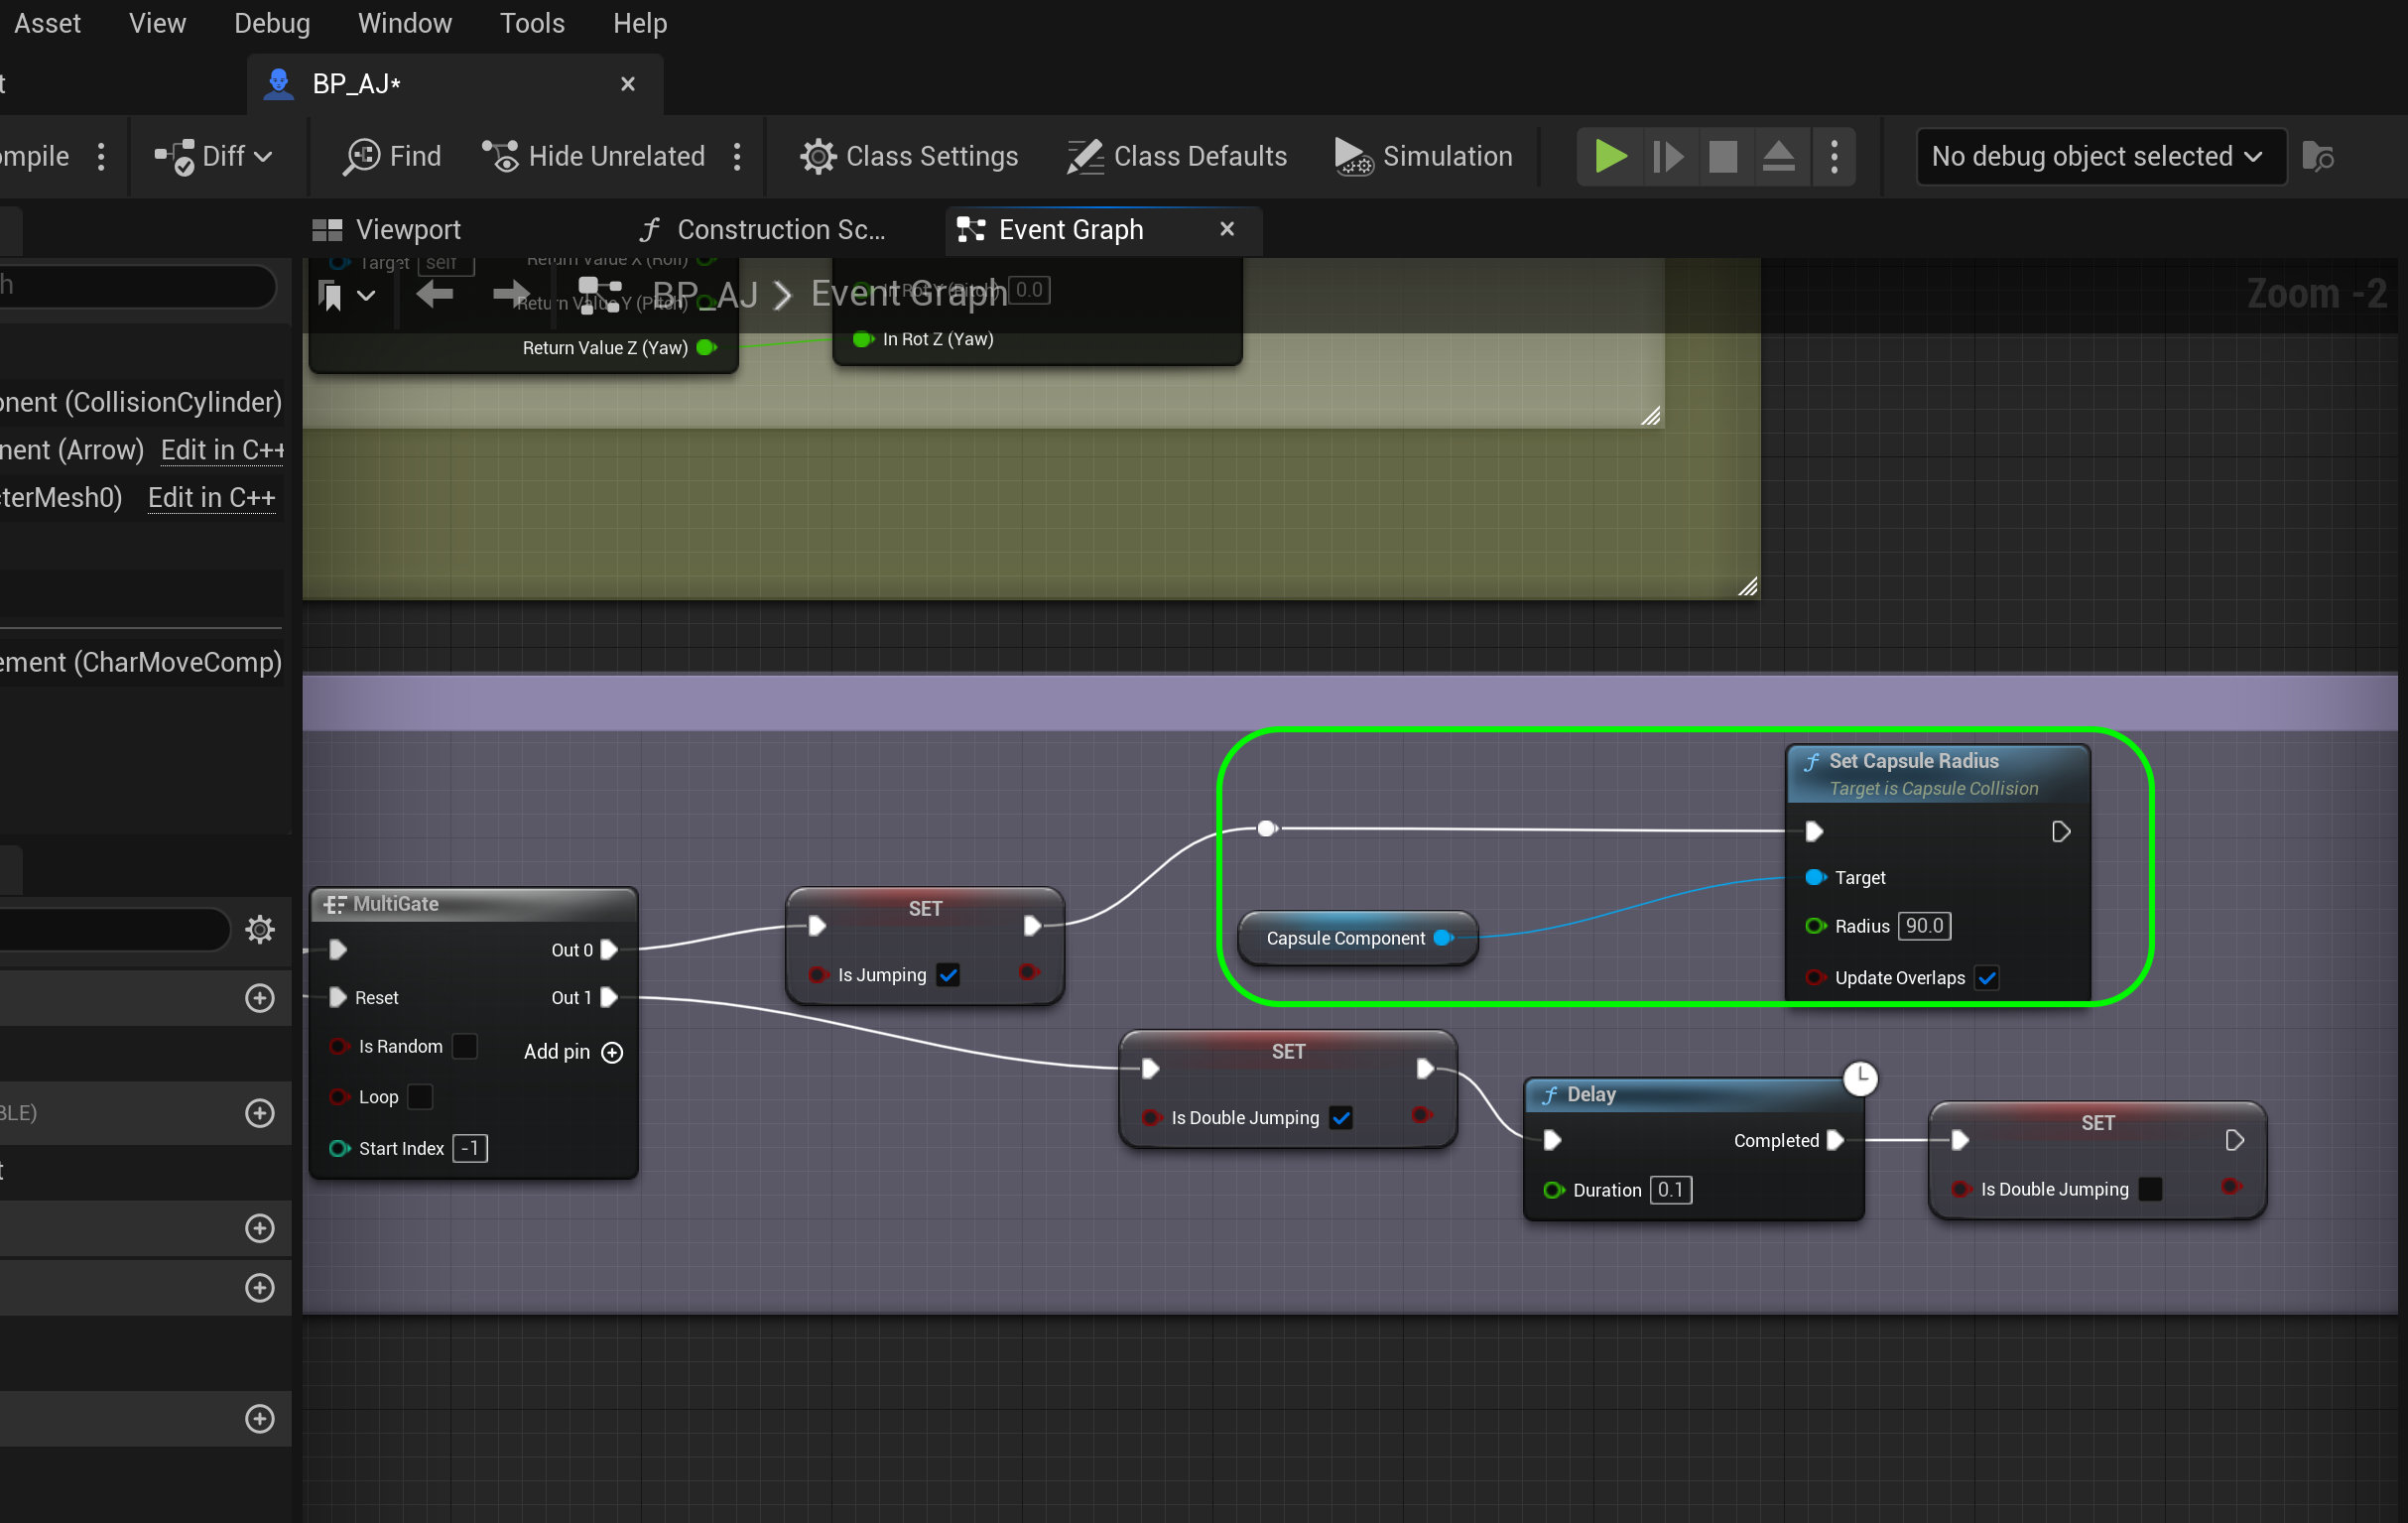 Asset View Debug Window Tools Help
t BP_AJ*
mpile Diff Find Hide Unrelated Class Settings Class Defaults Simulation No debug object selected
Viewport Construction Sc... Event Graph
h
Target self Return Value X (Roll)
BP_AJ > Event Graph Zoom -2
Return Value Y (Pitch) In Rot Y (Pitch) 0.0
Return Value Z (Yaw) In Rot Z (Yaw)
onent (CollisionCylinder)
nent (Arrow) Edit in C++
cterMesh0) Edit in C++
ement (CharMoveComp)
Set Capsule Radius
Target is Capsule Collision
Target
Radius 90.0
Update Overlaps
Capsule Component
MultiGate
Out 0
Reset Out 1
Is Random Add pin
Loop
Start Index -1
SET
Is Jumping
SET
Is Double Jumping
Delay
Completed
Duration 0.1
SET
Is Double Jumping
BLE)
t